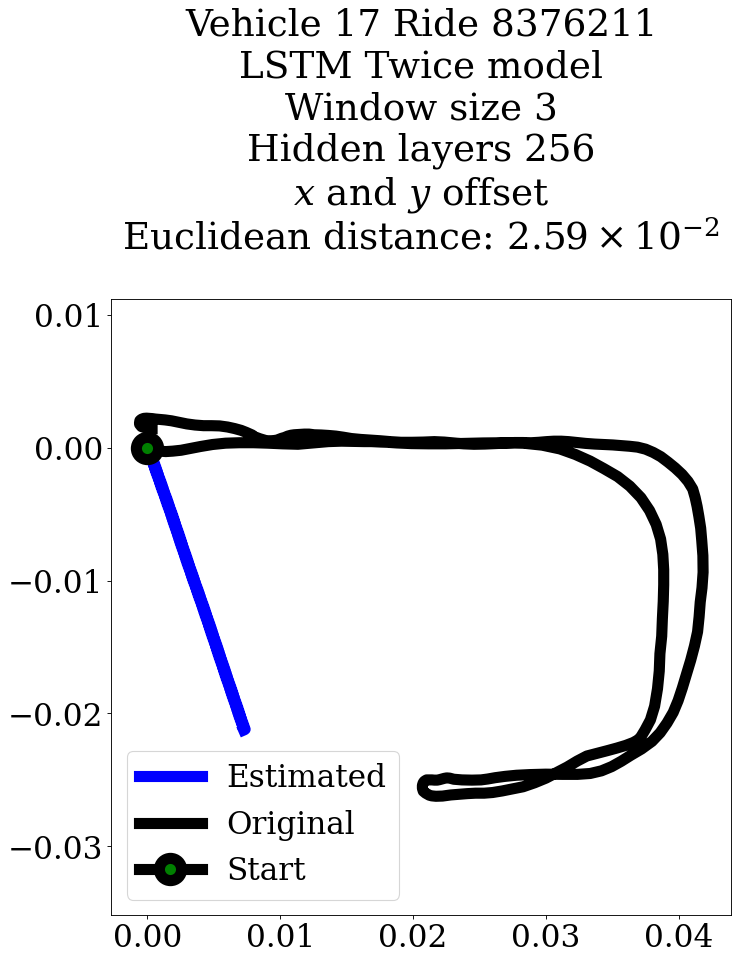 Vehicle 17 Ride 8376211
LSTM Twice model
Window size 3
Hidden layers 256
x and y offset
Euclidean distance: 2.59 × 10⁻²
0.01
0.00
−0.01
−0.02
−0.03
Estimated
Original
Start
0.00 0.01 0.02 0.03 0.04